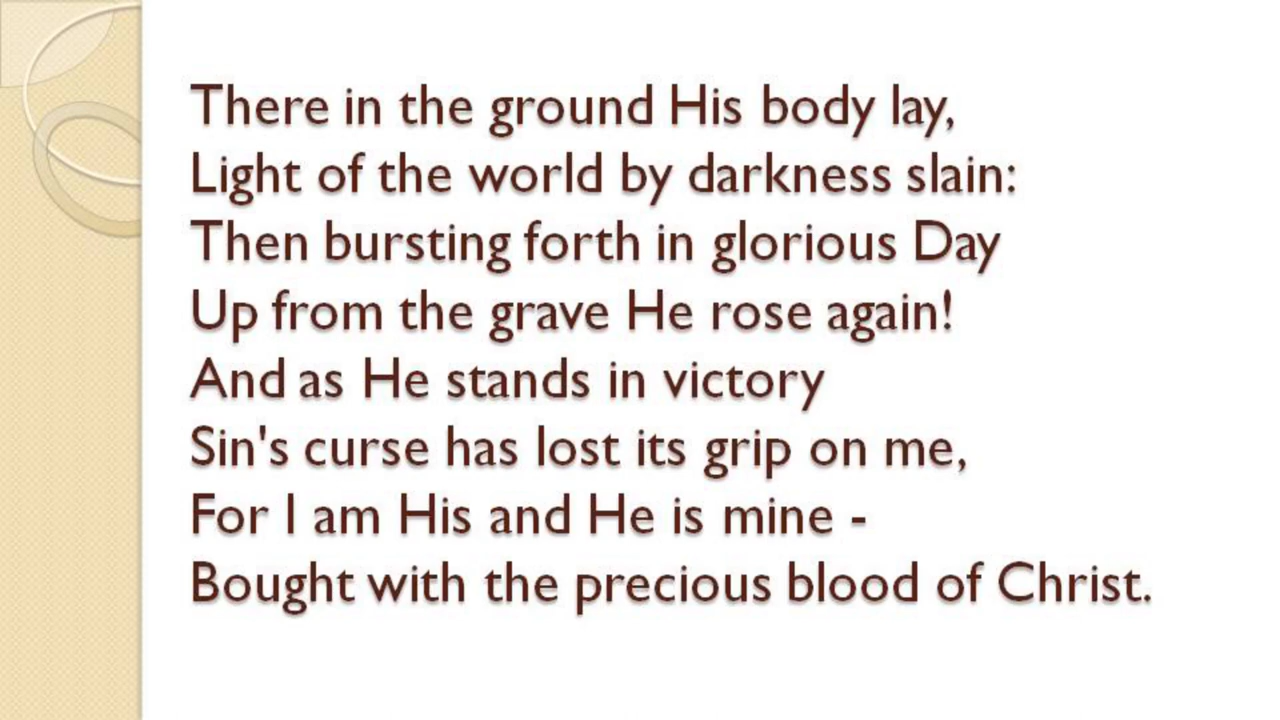 There in the ground His body lay,
Light of the world by darkness slain:
Then bursting forth in glorious Day
Up from the grave He rose again!
And as He stands in victory
Sin's curse has lost its grip on me,
For I am His and He is mine -
Bought with the precious blood of Christ.